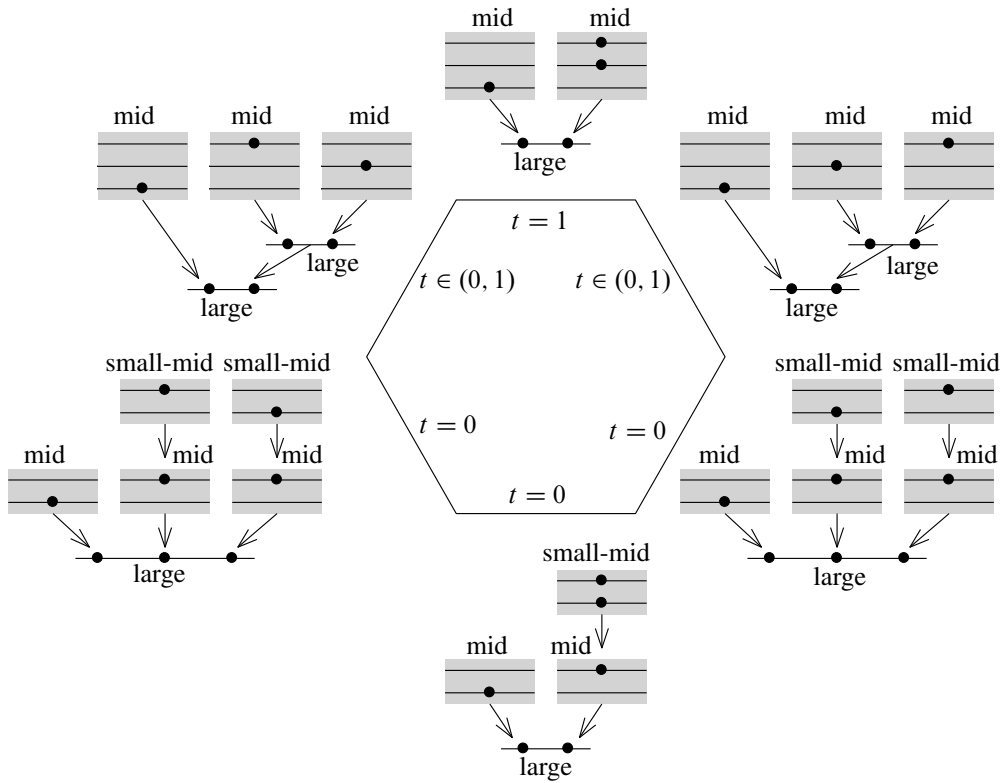 mid mid
large
mid mid mid
large
large
mid mid mid
large
large
t = 1
t ∈ (0, 1) t ∈ (0, 1)
t = 0 t = 0
t = 0
small-mid small-mid
mid mid mid
large
small-mid small-mid
mid mid mid
large
small-mid
mid mid
large